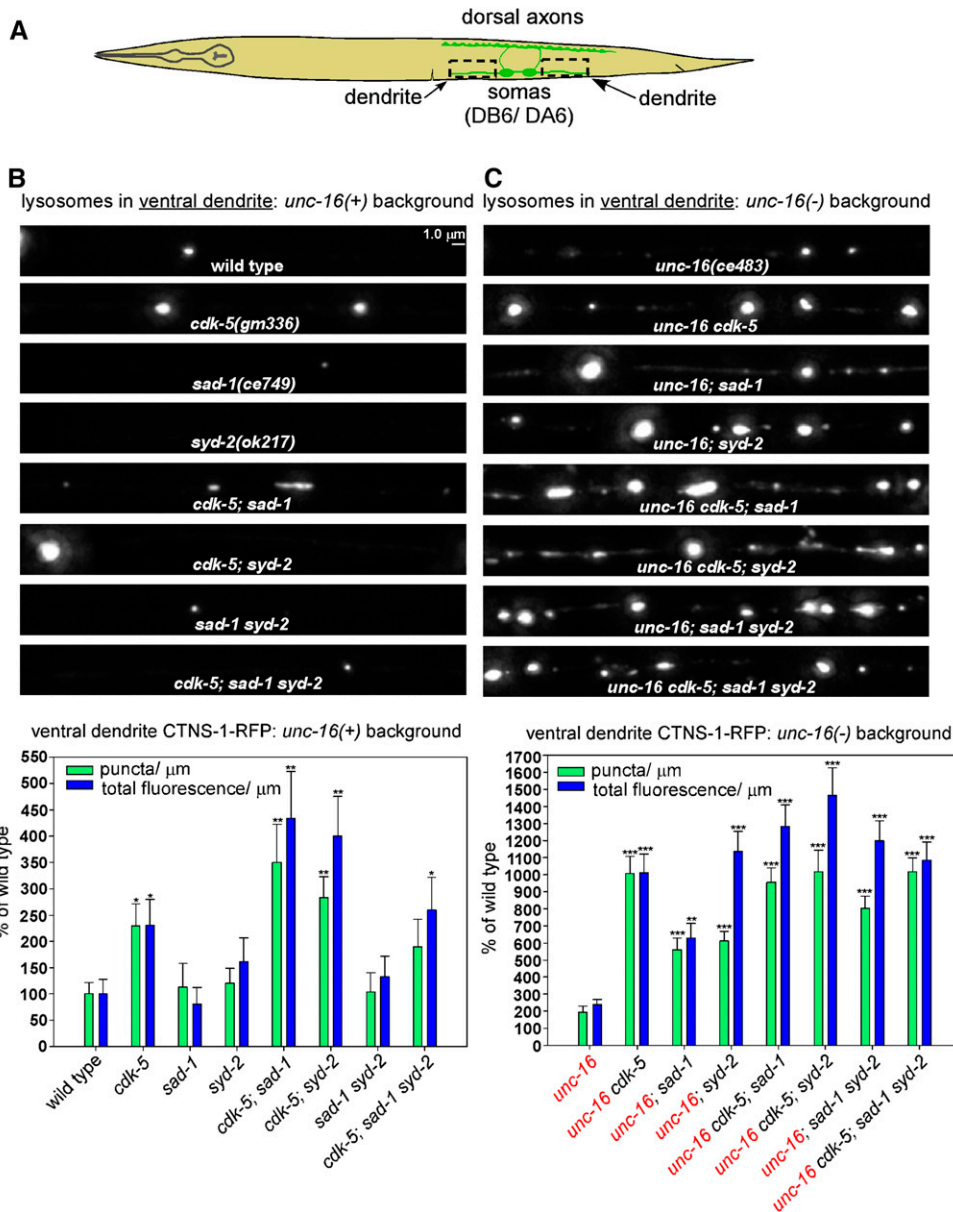 A
dorsal axons
dendrite
somas
(DB6/ DA6)
dendrite
B
lysosomes in ventral dendrite: unc-16(+) background
1.0 μm
wild type
cdk-5(gm336)
sad-1(ce749)
syd-2(ok217)
cdk-5; sad-1
cdk-5; syd-2
sad-1 syd-2
cdk-5; sad-1 syd-2
ventral dendrite CTNS-1-RFP: unc-16(+) background
% of wild type
550
500
450
400
350
300
250
200
150
100
50
0
puncta/ μm
total fluorescence/ μm
* * ** ** ** ** *
wild type
cdk-5
sad-1
syd-2
cdk-5; sad-1
cdk-5; syd-2
sad-1 syd-2
cdk-5; sad-1 syd-2
C
lysosomes in ventral dendrite: unc-16(-) background
unc-16(ce483)
unc-16 cdk-5
unc-16; sad-1
unc-16; syd-2
unc-16 cdk-5; sad-1
unc-16 cdk-5; syd-2
unc-16; sad-1 syd-2
unc-16 cdk-5; sad-1 syd-2
ventral dendrite CTNS-1-RFP: unc-16(-) background
% of wild type
1700
1600
1500
1400
1300
1200
1100
1000
900
800
700
600
500
400
300
200
100
0
puncta/ μm
total fluorescence/ μm
*** *** *** ** *** *** *** *** *** *** *** *** *** ***
unc-16
unc-16 cdk-5
unc-16; sad-1
unc-16; syd-2
unc-16 cdk-5; sad-1
unc-16 cdk-5; syd-2
unc-16; sad-1 syd-2
unc-16 cdk-5; sad-1 syd-2